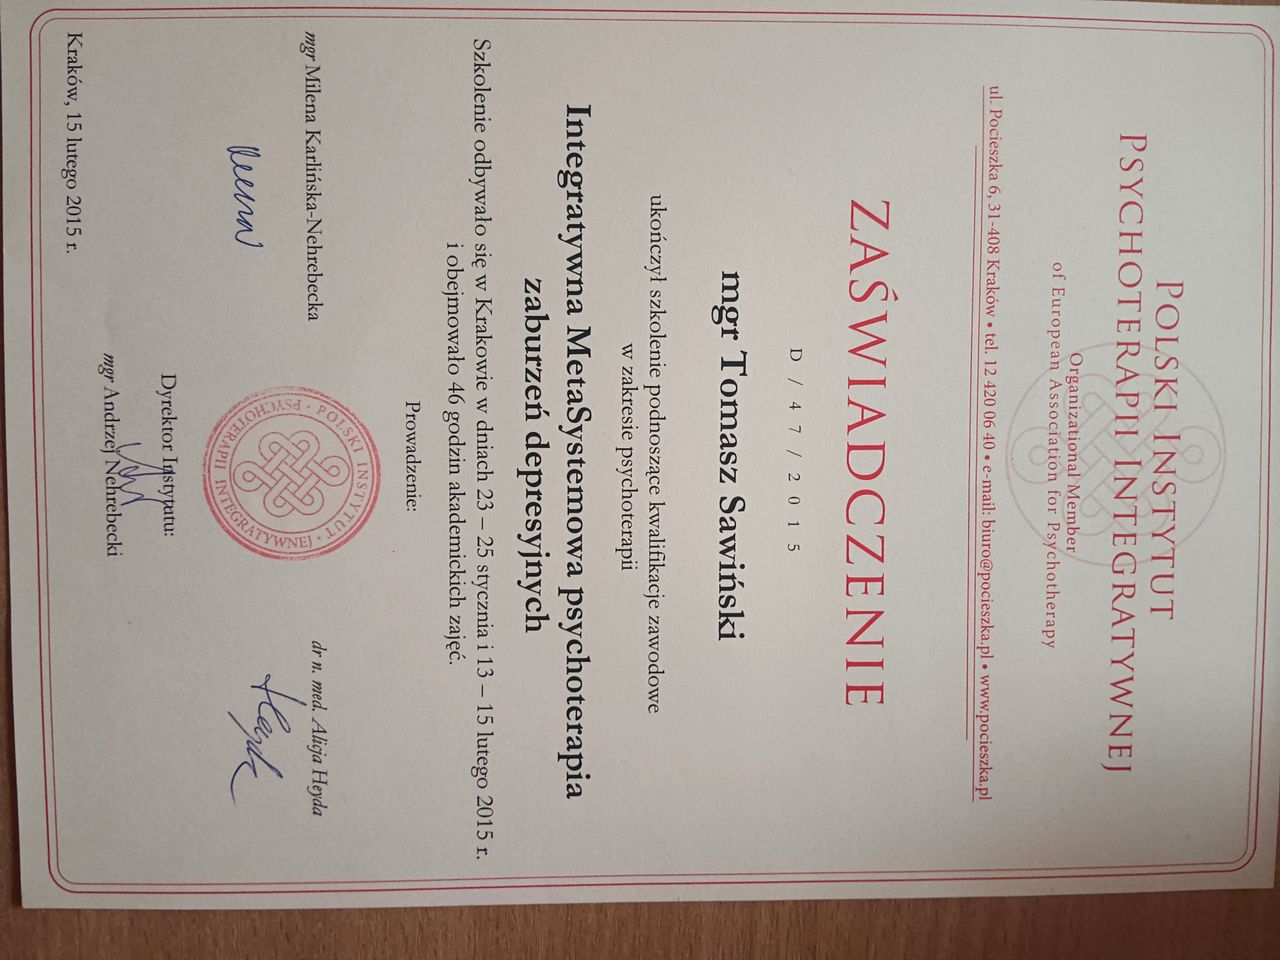 POLSKI INSTYTUT
PSYCHOTERAPII INTEGRATYWNEJ
Organizational Member
of European Association for Psychotherapy
ul. Pocieszka 6, 31-408 Kraków • tel. 12 420 06 40 • e-mail: biuro@pocieszka.pl • www.pocieszka.pl
ZAŚWIADCZENIE
D / 47 / 2015
mgr Tomasz Sawiński
ukończył szkolenie podnoszące kwalifikacje zawodowe
w zakresie psychoterapii
Integratywna MetaSystemowa psychoterapia
zaburzeń depresyjnych
Szkolenie odbywało się w Krakowie w dniach 23 – 25 stycznia i 13 – 15 lutego 2015 r.
i obejmowało 46 godzin akademickich zajęć.
Prowadzenie:
mgr Milena Karlińska-Nehrebecka
dr n. med. Alicja Heyda
Heyda
POLSKI INSTYTUT • PSYCHOTERAPII INTEGRATYWNEJ •
Dyrektor Instytutu:
mgr Andrzej Nehrebecki
Kraków, 15 lutego 2015 r.